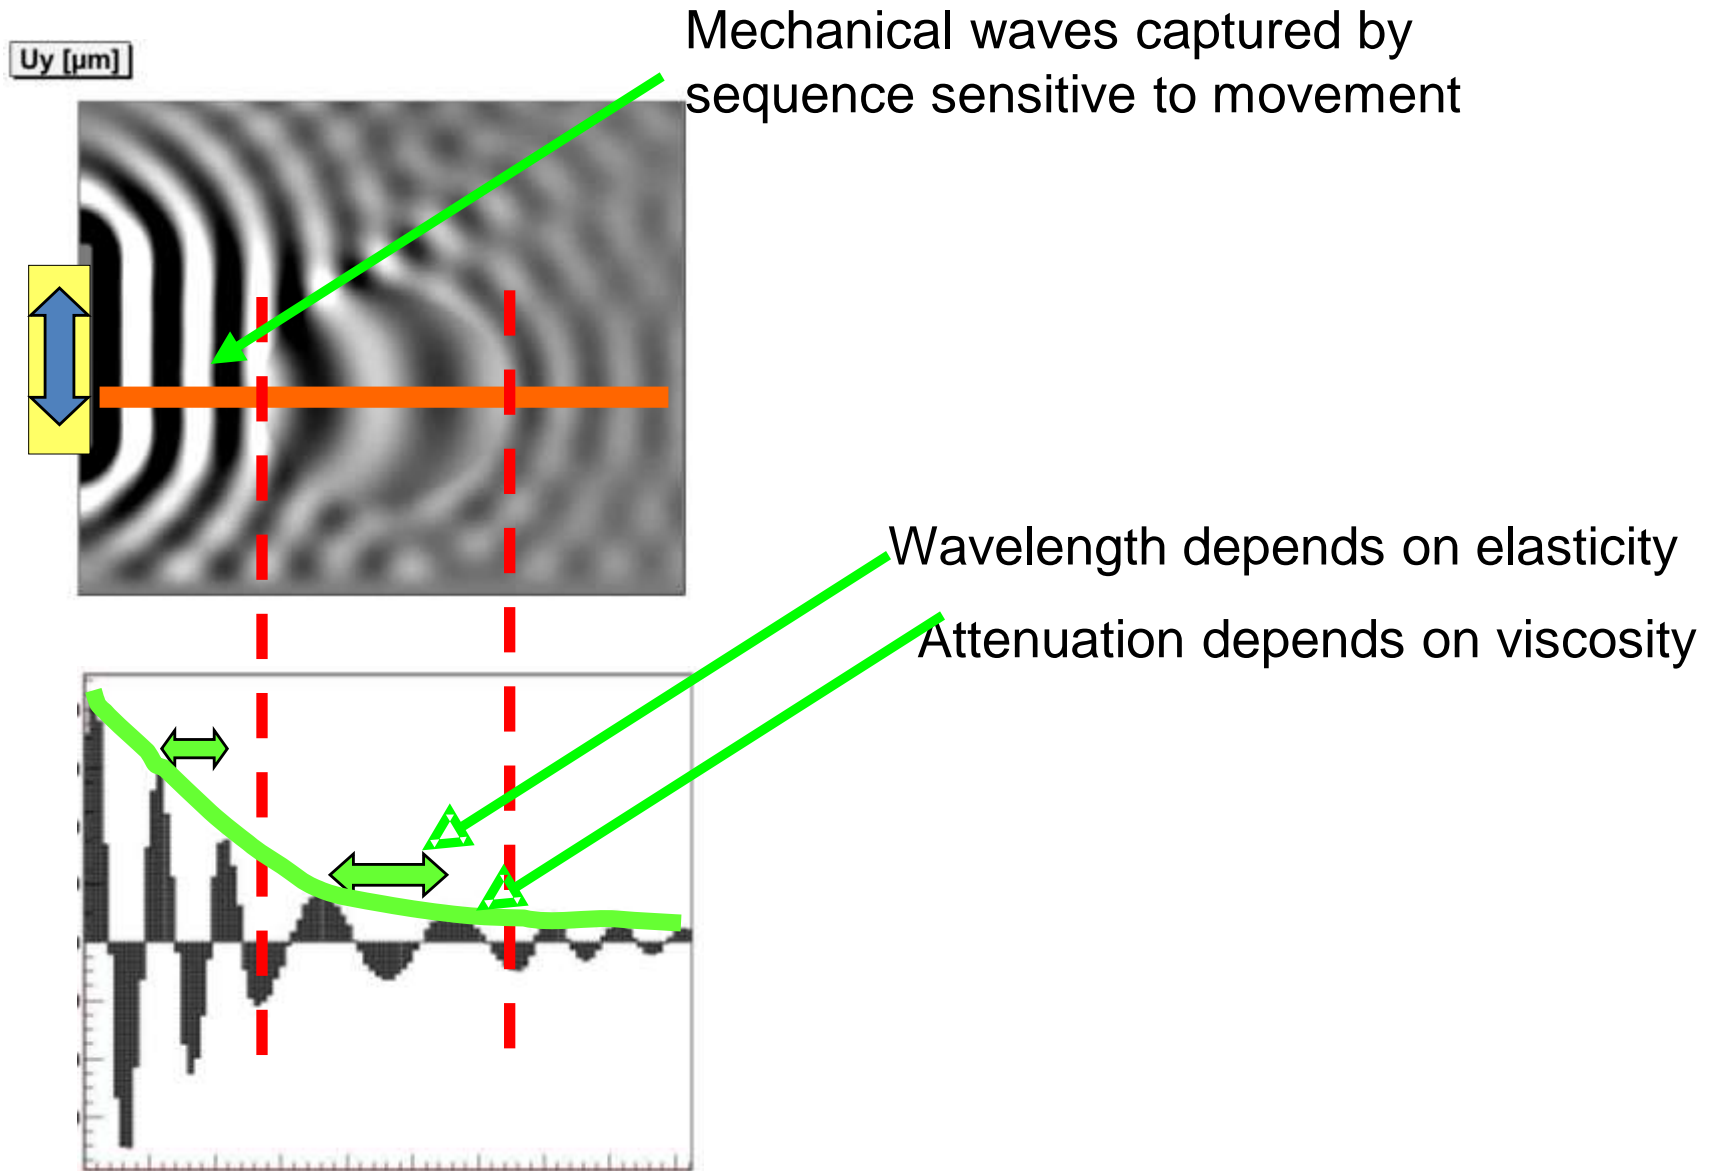 Mechanical waves captured by
Uy [µm]
sequence sensitive to movement
Wavelength depends on elasticity
Attenuation depends on viscosity